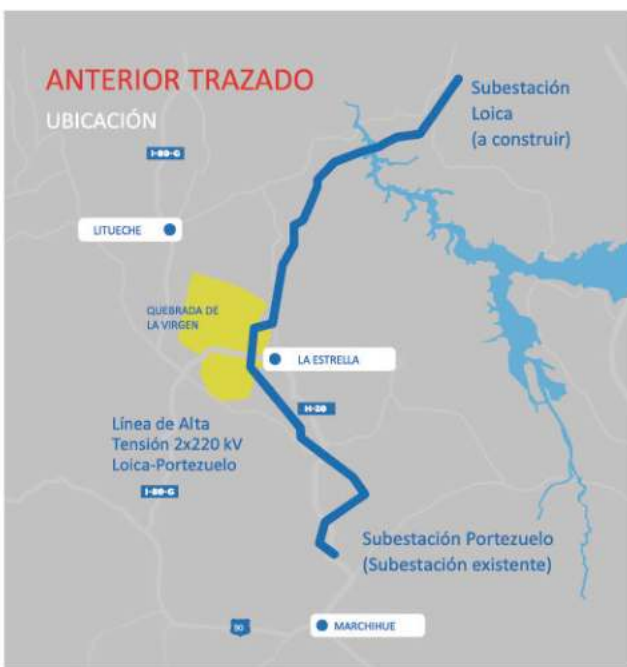 ANTERIOR TRAZADO
UBICACIÓN
Subestación
Loica
(a construir)
I-80-G
LITUECHE
QUEBRADA DE
LA VIRGEN
LA ESTRELLA
H-20
Línea de Alta
Tensión 2x220 kV
Loica-Portezuelo
I-80-G
Subestación Portezuelo
(Subestación existente)
90
MARCHIHUE